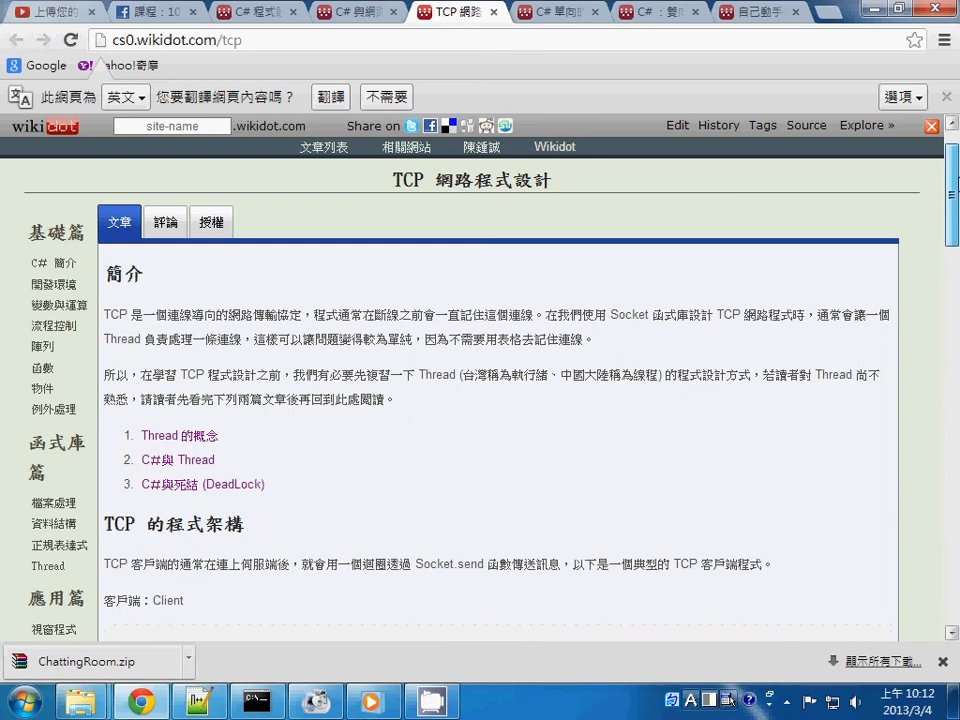 上傳您的
課程：10
C# 程式
C# 與網
TCP 網路
C# 單向
C# ：雙
自己動手
cs0.wikidot.com/tcp
Google
Yahoo!奇摩
此網頁為 英文 您要翻譯網頁內容嗎？ 翻譯 不需要 選項
wikidot site-name .wikidot.com Share on Edit History Tags Source Explore »
文章列表 相關網站 陳鍾誠 Wikidot
TCP 網路程式設計
基礎篇
C# 簡介
開發環境
變數與運算
流程控制
陣列
函數
物件
例外處理
函式庫
篇
檔案處理
資料結構
正規表達式
Thread
應用篇
視窗程式
文章 評論 授權
簡介
TCP 是一個連線導向的網路傳輸協定，程式通常在斷線之前會一直記住這個連線。在我們使用 Socket 函式庫設計 TCP 網路程式時，通常會讓一個
Thread 負責處理一條連線，這樣可以讓問題變得較為單純，因為不需要用表格去記住連線。
所以，在學習 TCP 程式設計之前，我們有必要先複習一下 Thread (台灣稱為執行緒、中國大陸稱為線程) 的程式設計方式，若讀者對 Thread 尚不
熟悉，請讀者先看完下列兩篇文章後再回到此處閱讀。
1. Thread 的概念
2. C#與 Thread
3. C#與死結 (DeadLock)
TCP 的程式架構
TCP 客戶端的通常在連上伺服端後，就會用一個迴圈透過 Socket.send 函數傳送訊息，以下是一個典型的 TCP 客戶端程式。
客戶端：Client
ChattingRoom.zip
顯示所有下載...
上午 10:12
2013/3/4